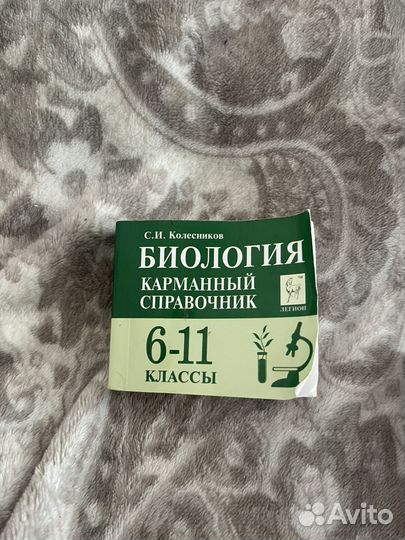 С.И. Колесников
БИОЛОГИЯ
КАРМАННЫЙ
СПРАВОЧНИК
ЛЕГИОН
6-11
КЛАССЫ
Avito